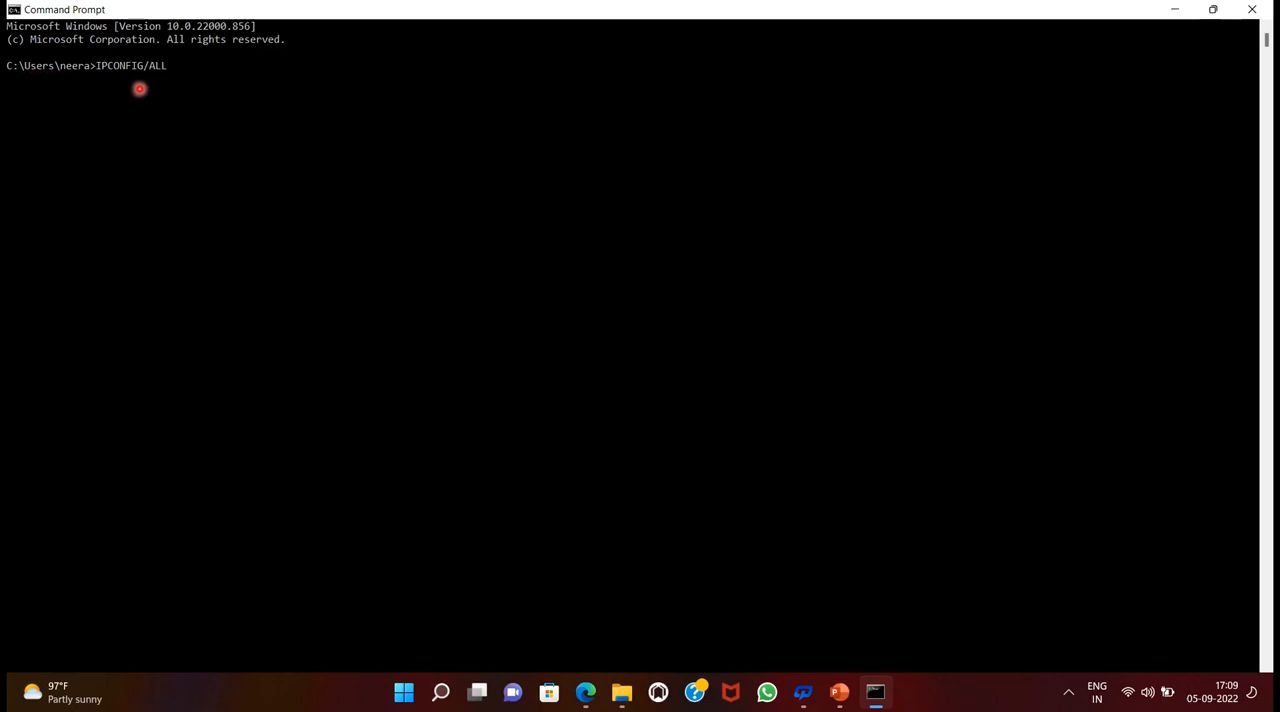 Command Prompt
Microsoft Windows [Version 10.0.22000.856]
(c) Microsoft Corporation. All rights reserved.
C:\Users\neera>IPCONFIG/ALL
97°F
Partly sunny
ENG
IN
17:09
05-09-2022